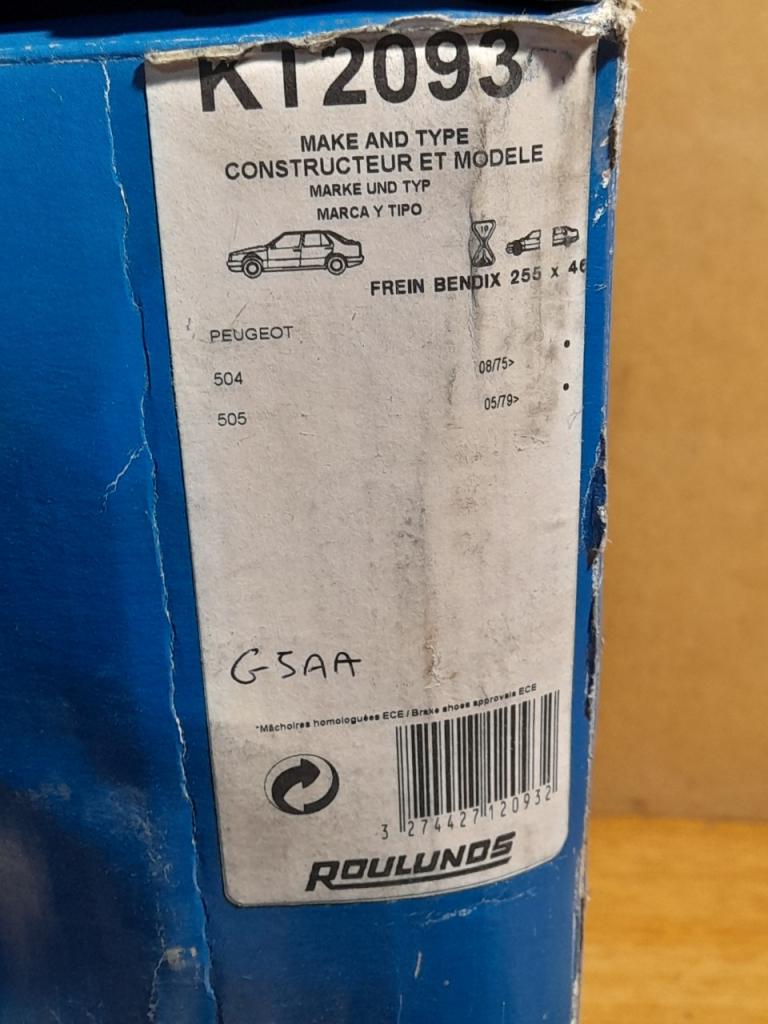 KT2093
MAKE AND TYPE
CONSTRUCTEUR ET MODELE
MARKE UND TYP
MARCA Y TIPO
FREIN BENDIX 255 x 46
PEUGEOT
504 08/75> •
505 05/79> •
G5AA
*Mâchoires homologuées ECE / Brake shoes approvals ECE
3 274427 120932
ROULUNDS